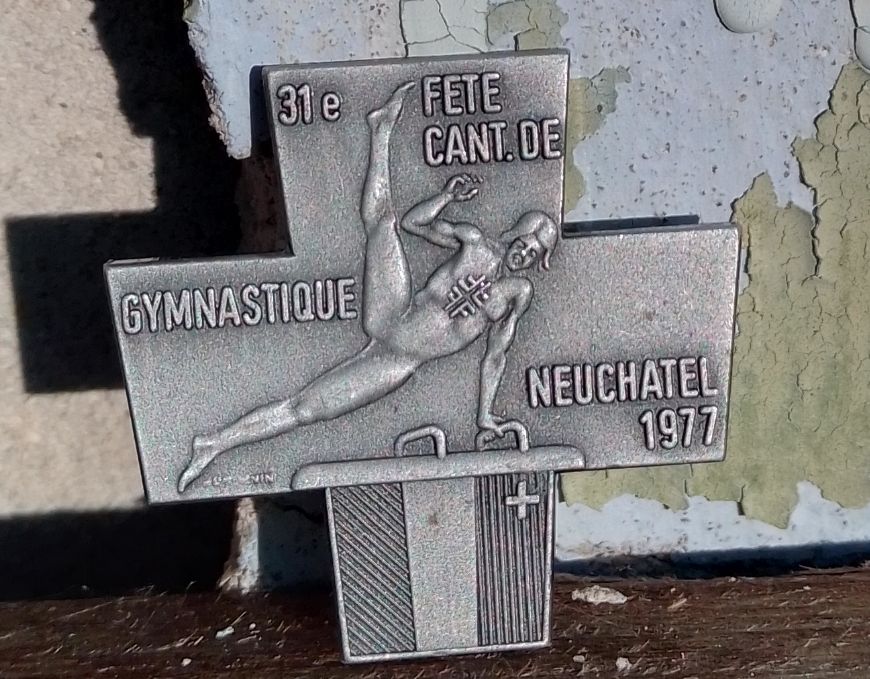 31e FETE
CANT. DE
GYMNASTIQUE
NEUCHATEL
1977